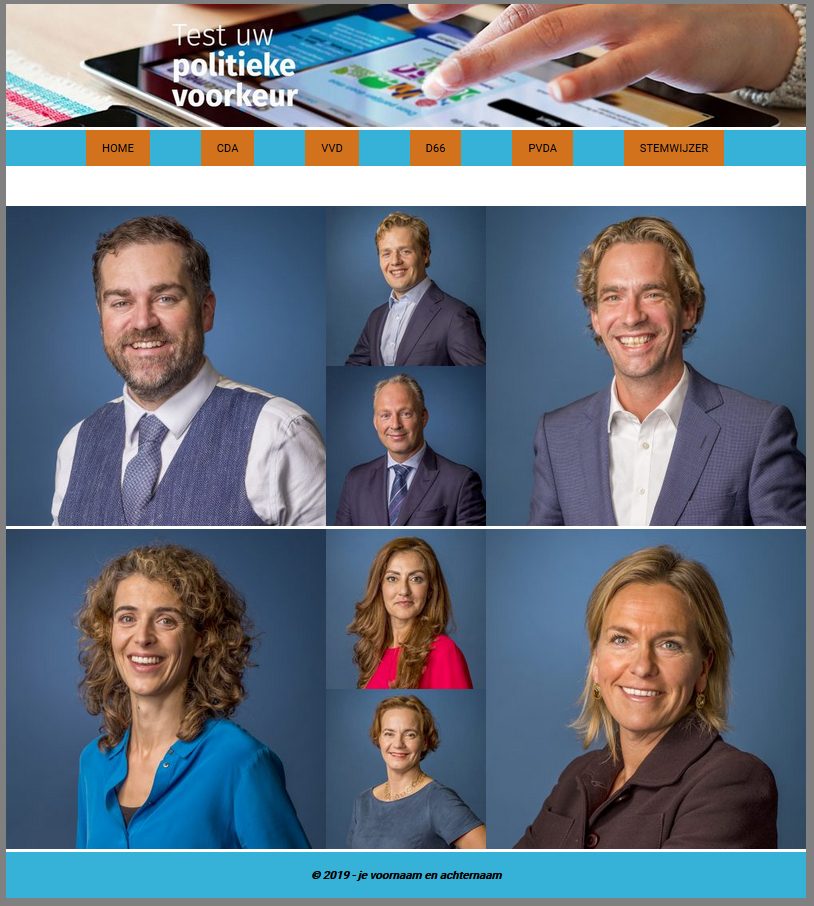 Test uw
politieke
voorkeur
HOME CDA VVD D66 PVDA STEMWIJZER
© 2019 - je voornaam en achternaam